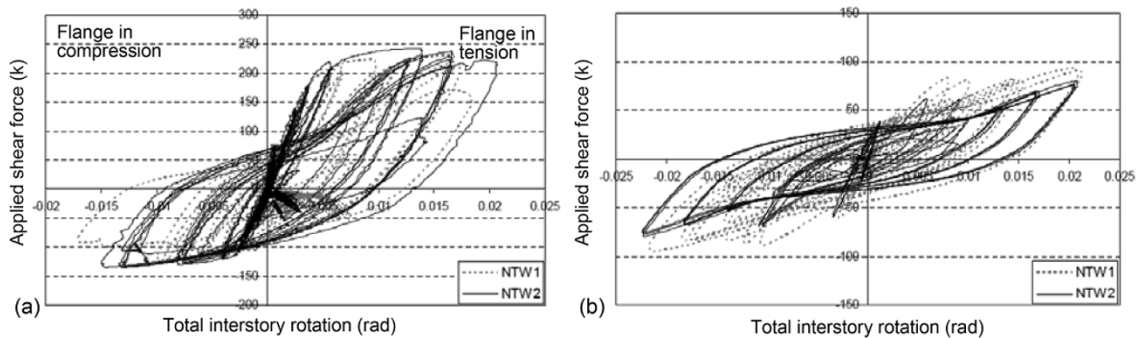 Flange in
compression
Flange in
tension
Applied shear force (k)
300
250
200
150
100
50
-50
-100
-150
-200
-0.02
-0.015
-0.01
-0.005
0.005
0.01
0.015
0.02
0.025
NTW1
NTW2
(a)
Total interstory rotation (rad)
Applied shear force (k)
150
100
50
-50
-100
-150
-0.025
-0.02
-0.015
-0.01
-0.005
0
0.005
0.01
0.015
0.02
0.025
NTW1
NTW2
(b)
Total interstory rotation (rad)